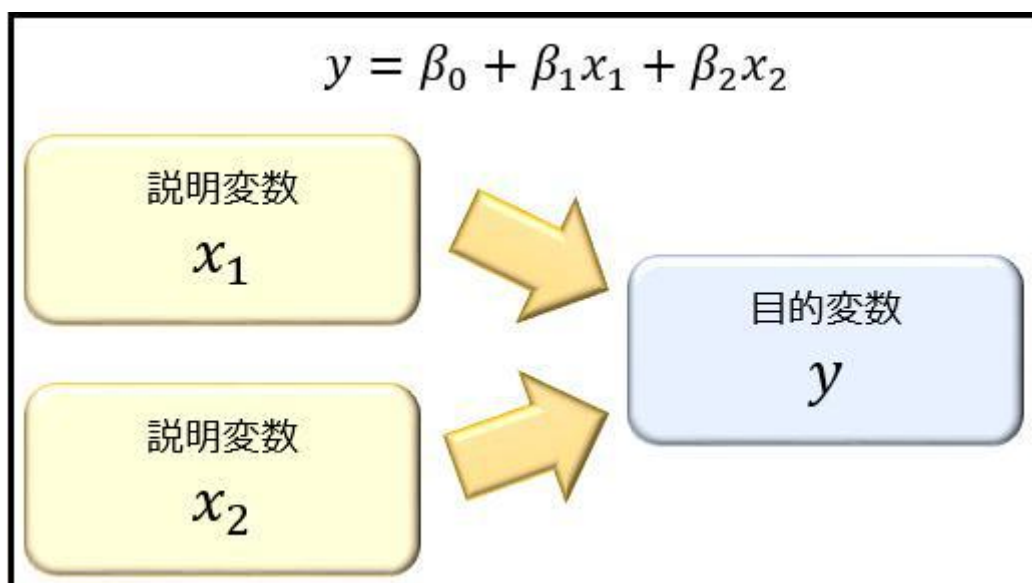 y = β₀ + β₁x₁ + β₂x₂
説明変数
x₁
目的変数
y
説明変数
x₂